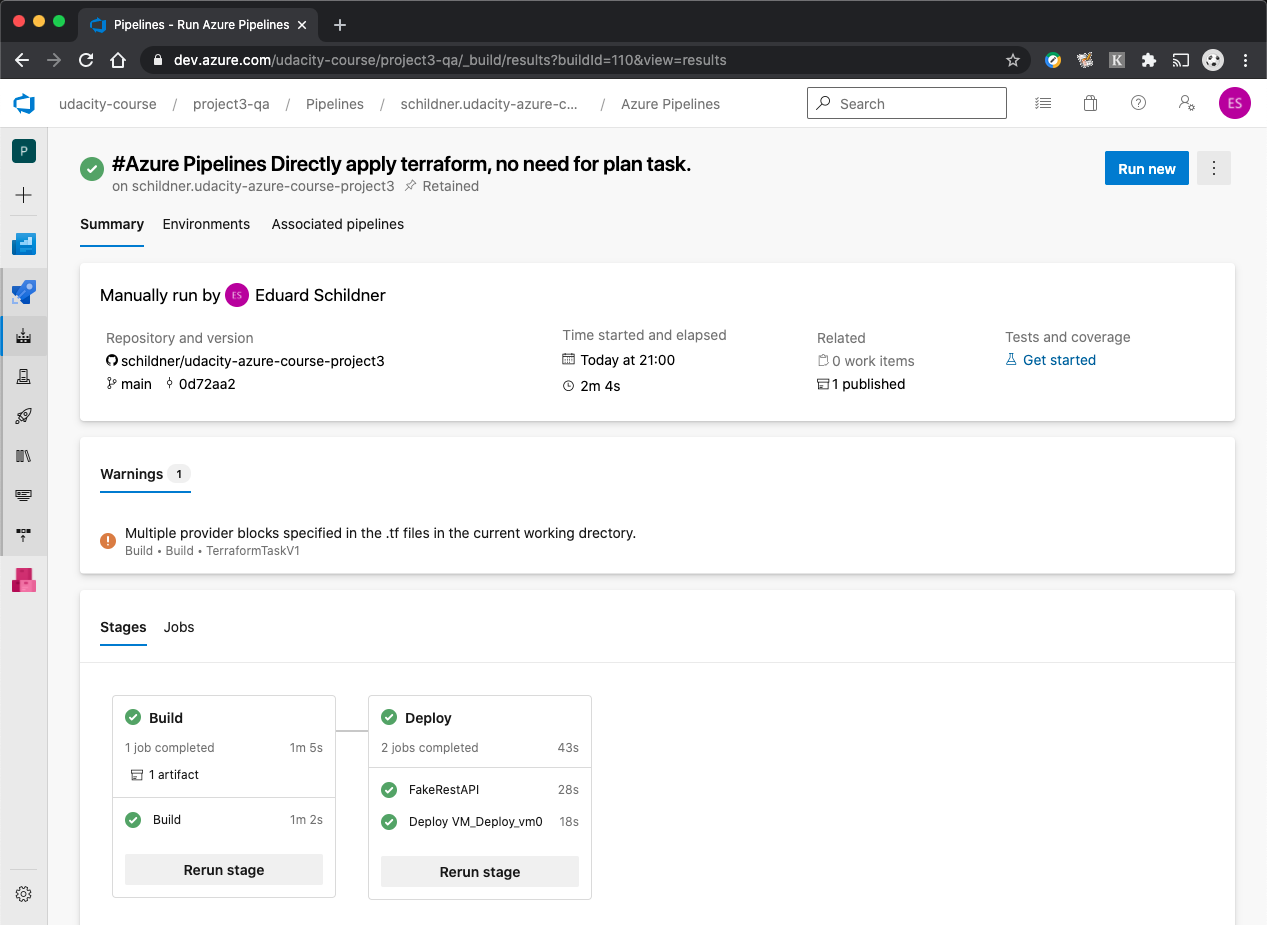 Pipelines - Run Azure Pipelines
dev.azure.com/udacity-course/project3-qa/_build/results?buildId=110&view=results
K
udacity-course / project3-qa / Pipelines / schildner.udacity-azure-c... / Azure Pipelines
Search
ES
P
#Azure Pipelines Directly apply terraform, no need for plan task.
on schildner.udacity-azure-course-project3 Retained
Run new
Summary Environments Associated pipelines
Manually run by ES Eduard Schildner
Repository and version
schildner/udacity-azure-course-project3
main 0d72aa2
Time started and elapsed
Today at 21:00
2m 4s
Related
0 work items
1 published
Tests and coverage
Get started
Warnings 1
Multiple provider blocks specified in the .tf files in the current working drectory.
Build • Build • TerraformTaskV1
Stages Jobs
Build
1 job completed 1m 5s
1 artifact
Build 1m 2s
Rerun stage
Deploy
2 jobs completed 43s
FakeRestAPI 28s
Deploy VM_Deploy_vm0 18s
Rerun stage